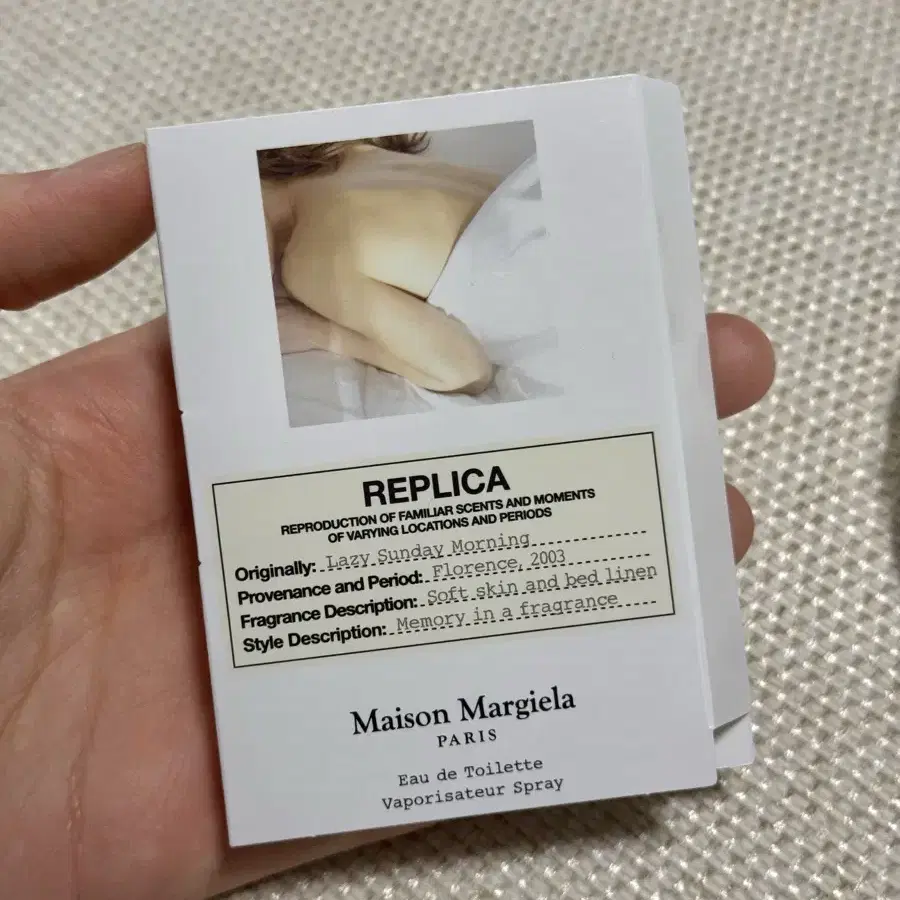 REPLICA
REPRODUCTION OF FAMILIAR SCENTS AND MOMENTS
OF VARYING LOCATIONS AND PERIODS
Originally: Lazy Sunday Morning
Provenance and Period: Florence, 2003
Fragrance Description: Soft skin and bed linen
Style Description: Memory in a fragrance
Maison Margiela
PARIS
Eau de Toilette
Vaporisateur Spray